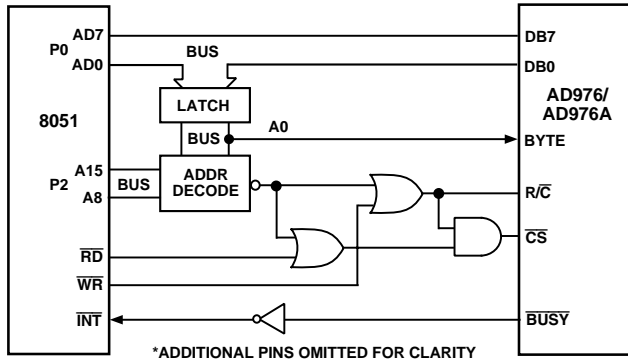 AD7
P0
AD0
BUS
LATCH
8051
BUS
A0
A15
P2
BUS
A8
ADDR
DECODE
RD
WR
INT
DB7
DB0
AD976/
AD976A
BYTE
R/C
CS
BUSY
*ADDITIONAL PINS OMITTED FOR CLARITY